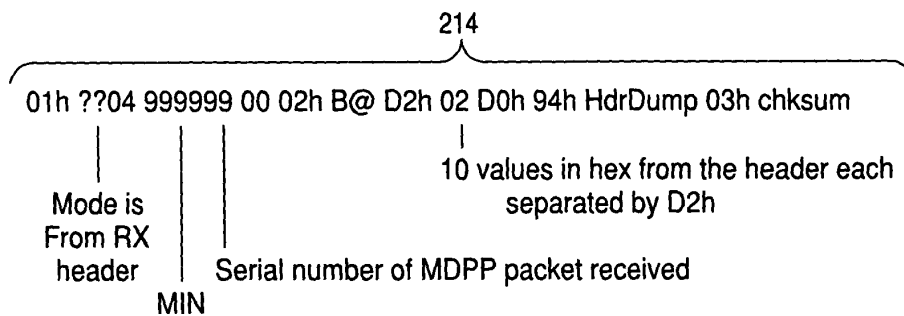 214
01h ??04 999999 00 02h B@ D2h 02 D0h 94h HdrDump 03h chksum
10 values in hex from the header each
separated by D2h
Mode is
From RX
header
Serial number of MDPP packet received
MIN